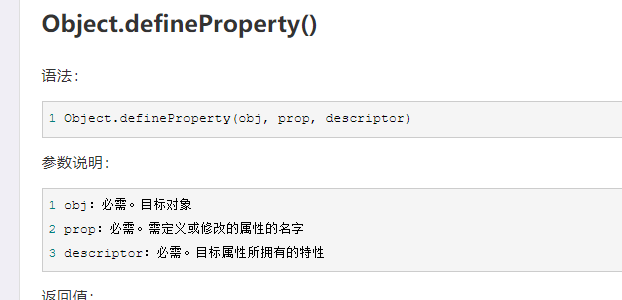 Object.defineProperty()
语法：
1 Object.defineProperty(obj, prop, descriptor)
参数说明：
1 obj：必需。目标对象
2 prop：必需。需定义或修改的属性的名字
3 descriptor：必需。目标属性所拥有的特性
返回值：